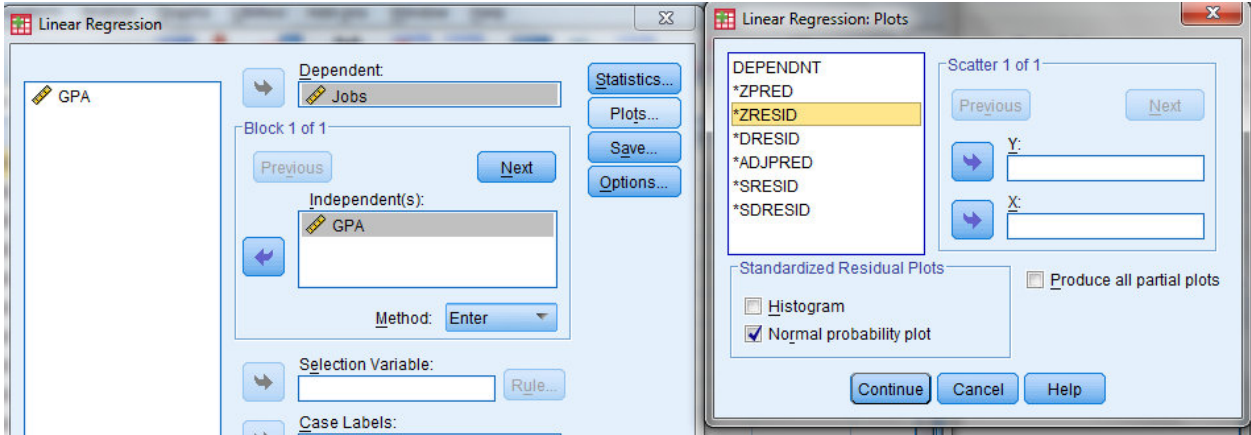 Linear Regression
GPA
Dependent:
Jobs
Block 1 of 1
Previous
Next
Independent(s):
GPA
Method: Enter
Selection Variable:
Rule...
Case Labels:
Statistics...
Plots...
Save...
Options...
Linear Regression: Plots
DEPENDNT
*ZPRED
*ZRESID
*DRESID
*ADJPRED
*SRESID
*SDRESID
Scatter 1 of 1
Previous
Next
Y:
X:
Standardized Residual Plots
Histogram
Normal probability plot
Produce all partial plots
Continue
Cancel
Help